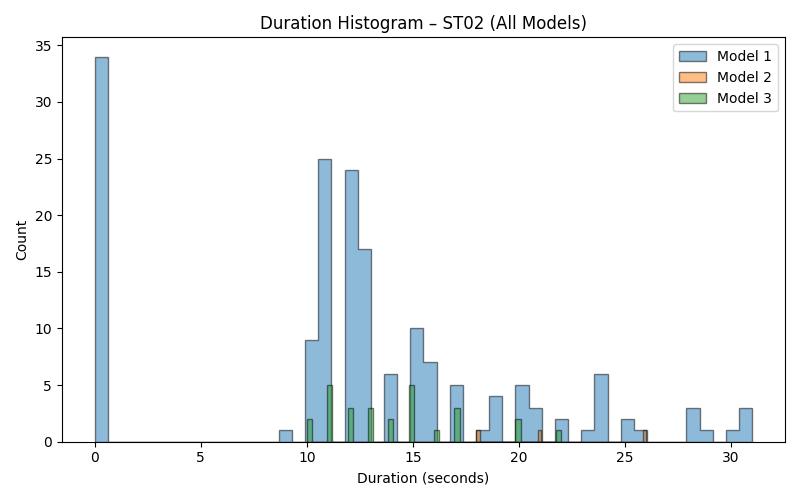 Duration Histogram – ST02 (All Models)
35
30
25
20
15
10
5
0
Count
Model 1
Model 2
Model 3
0 5 10 15 20 25 30
Duration (seconds)